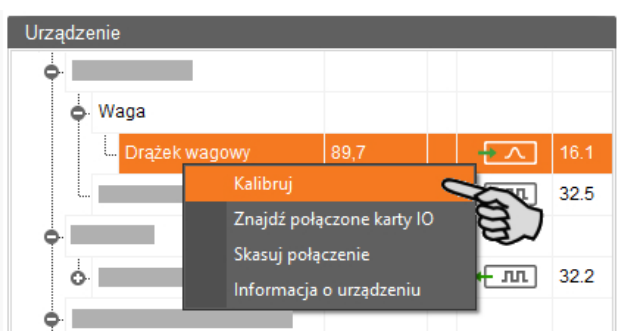 Urządzenie
Waga
Drążek wagowy 89,7 16.1
Kalibruj
32.5
Znajdź połączone karty IO
Skasuj połączenie
32.2
Informacja o urządzeniu